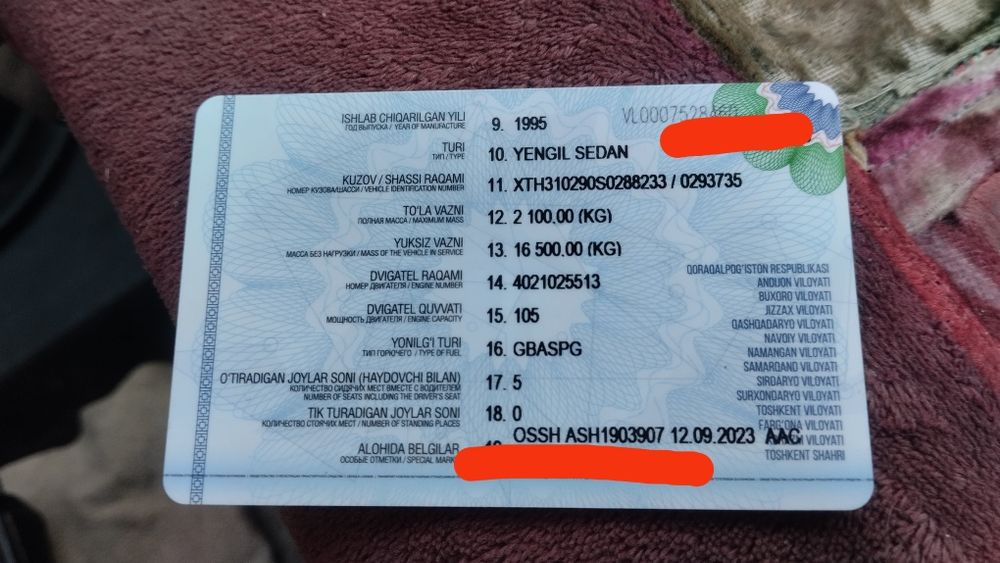 ISHLAB CHIQARILGAN YILI
ГОД ВЫПУСКА / YEAR OF MANUFACTURE
9. 1995
TURI
ТИП / TYPE
10. YENGIL SEDAN
KUZOV / SHASSI RAQAMI
НОМЕР КУЗОВА/ШАССИ / VEHICLE IDENTIFICATION NUMBER
11. XTH310290S0288233 / 0293735
TO'LA VAZNI
ПОЛНАЯ МАССА / MAXIMUM MASS
12. 2 100.00 (KG)
YUKSIZ VAZNI
МАССА БЕЗ НАГРУЗКИ / MASS OF THE VEHICLE IN SERVICE
13. 16 500.00 (KG)
DVIGATEL RAQAMI
НОМЕР ДВИГАТЕЛЯ / ENGINE NUMBER
14. 4021025513
DVIGATEL QUVVATI
МОЩНОСТЬ ДВИГАТЕЛЯ / ENGINE CAPACITY
15. 105
YONILG'I TURI
ТИП ГОРЮЧЕГО / TYPE OF FUEL
16. GBASPG
O'TIRADIGAN JOYLAR SONI (HAYDOVCHI BILAN)
КОЛИЧЕСТВО СИДЯЧИХ МЕСТ ВМЕСТЕ С ВОДИТЕЛЕМ
NUMBER OF SEATS INCLUDING THE DRIVER'S SEAT
17. 5
TIK TURADIGAN JOYLAR SONI
КОЛИЧЕСТВО СТОЯЧИХ МЕСТ / NUMBER OF STANDING PLACES
18. 0
ALOHIDA BELGILAR
ОСОБЫЕ ОТМЕТКИ / SPECIAL
OSSH ASH1903907 12.09.2023 AAC
QORAQALPOG'ISTON RESPUBLIKASI
ANDIJON VILOYATI
BUXORO VILOYATI
JIZZAX VILOYATI
QASHQADARYO VILOYATI
NAVOIY VILOYATI
NAMANGAN VILOYATI
SAMARQAND VILOYATI
SIRDARYO VILOYATI
SURXONDARYO VILOYATI
TOSHKENT VILOYATI
FARG'ONA VILOYATI
VILOYATI
TOSHKENT SHAHRI